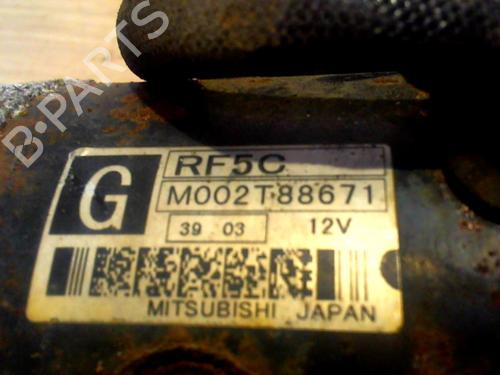 B-PARTS
G
RF5C
M002T88671
39 03 12V
MITSUBISHI JAPAN